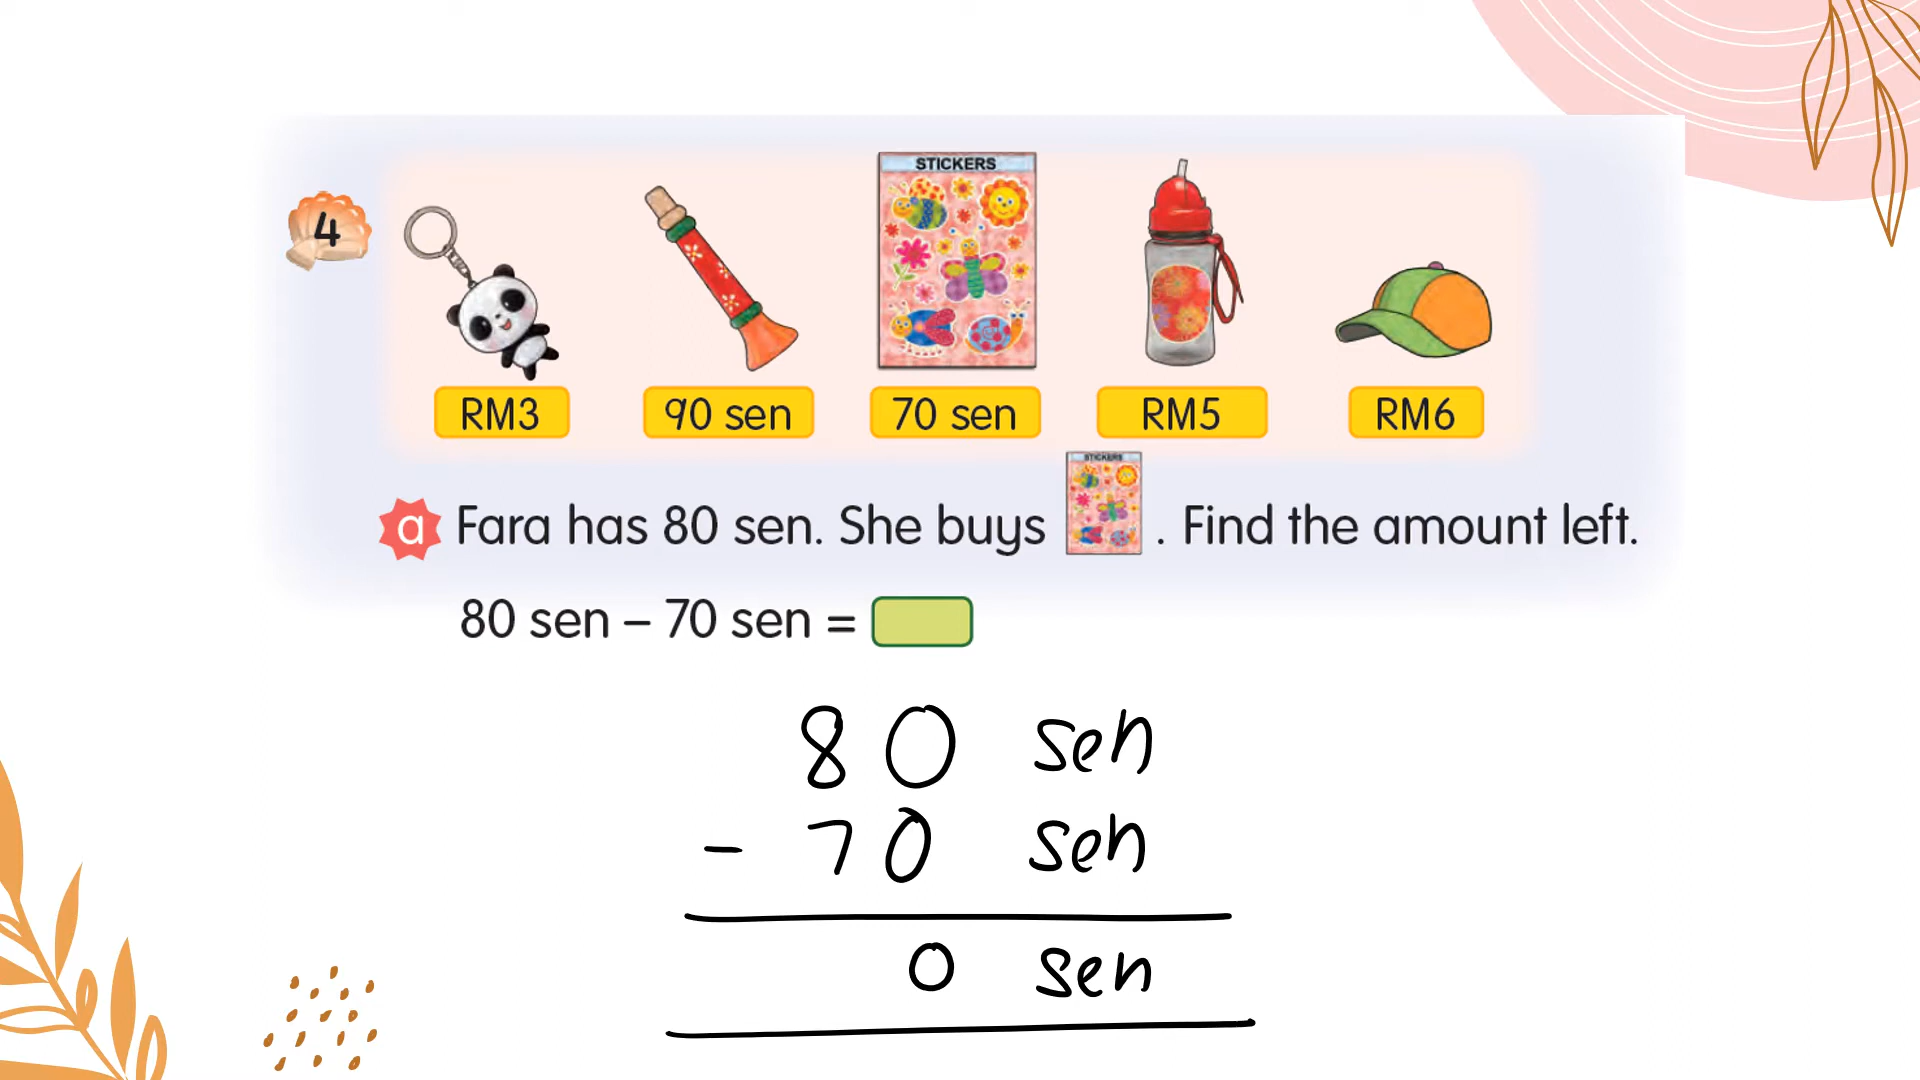 STICKERS
4
RM3 90 sen 70 sen RM5 RM6
STICKERS
a Fara has 80 sen. She buys . Find the amount left.
80 sen – 70 sen =
80 sen
- 70 sen
0 sen